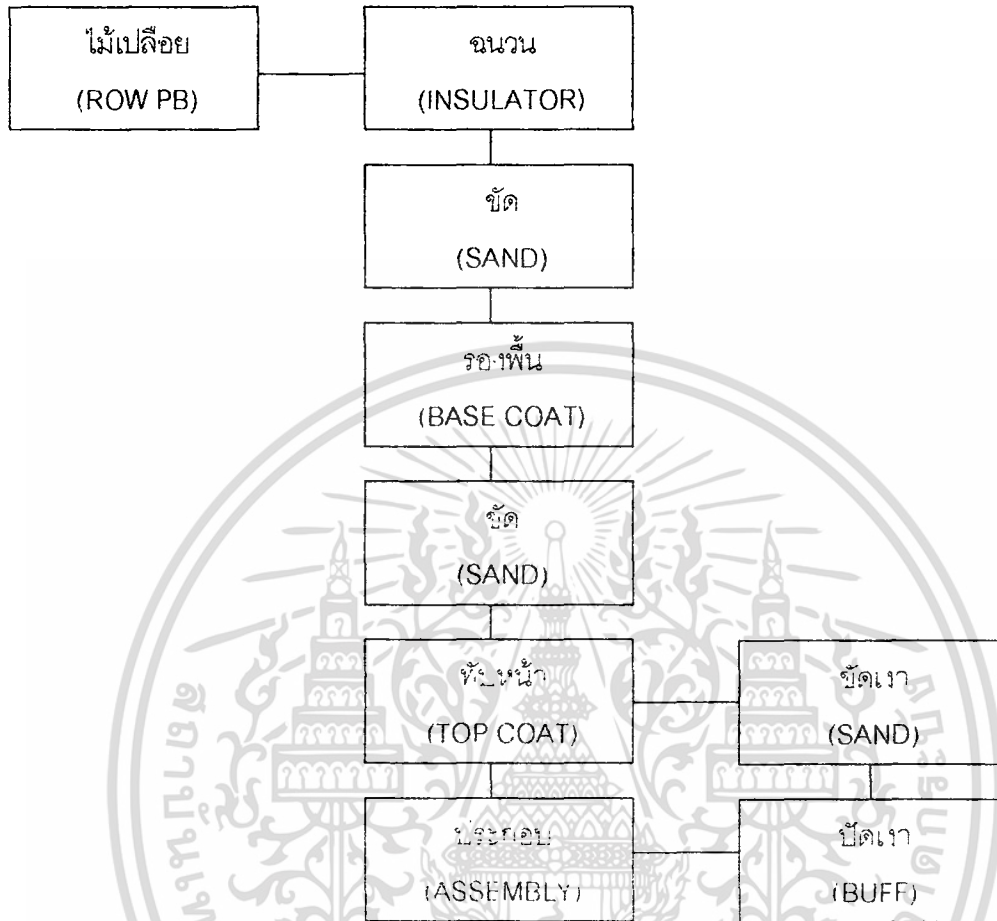 ไม้เปลือย
(ROW PB)
ฉนวน
(INSULATOR)
ขัด
(SAND)
รองพื้น
(BASE COAT)
ขัด
(SAND)
ทับหน้า
(TOP COAT)
ขัดเงา
(SAND)
ประกอบ
(ASSEMBLY)
ปัดเงา
(BUFF)